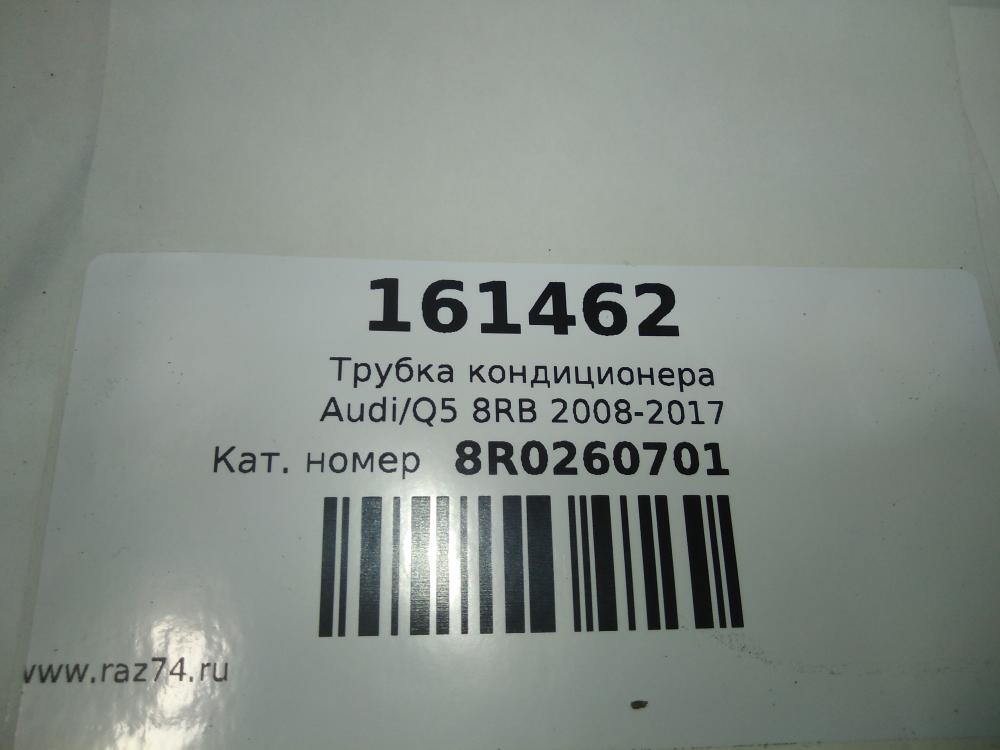 161462
Трубка кондиционера
Audi/Q5 8RB 2008-2017
Кат. номер 8R0260701
www.raz74.ru